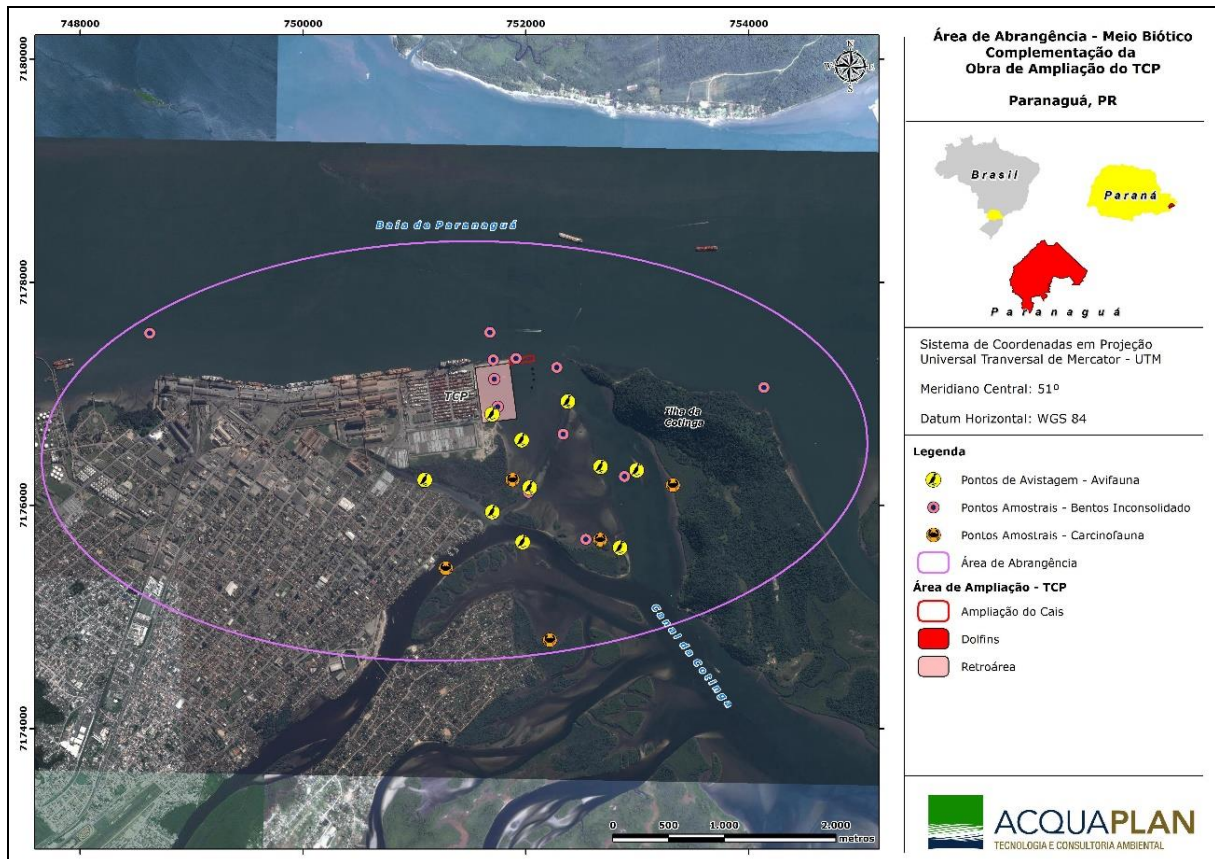 748000
750000
752000
754000
7180000
7178000
7176000
7174000
N
S
Baía de Paranaguá
TCP
Ilha da
Cotinga
Canal da Cotinga
0
500
1.000
2.000
metros
Área de Abrangência - Meio Biótico
Complementação da
Obra de Ampliação do TCP
Paranaguá, PR
Brasil
Paraná
Paranaguá
Sistema de Coordenadas em Projeção
Universal Tranversal de Mercator - UTM
Meridiano Central: 51º
Datum Horizontal: WGS 84
Legenda
Pontos de Avistagem - Avifauna
Pontos Amostrais - Bentos Inconsolidado
Pontos Amostrais - Carcinofauna
Área de Abrangência
Área de Ampliação - TCP
Ampliação do Cais
Dolfins
Retroárea
ACQUAPLAN
TECNOLOGIA E CONSULTORIA AMBIENTAL